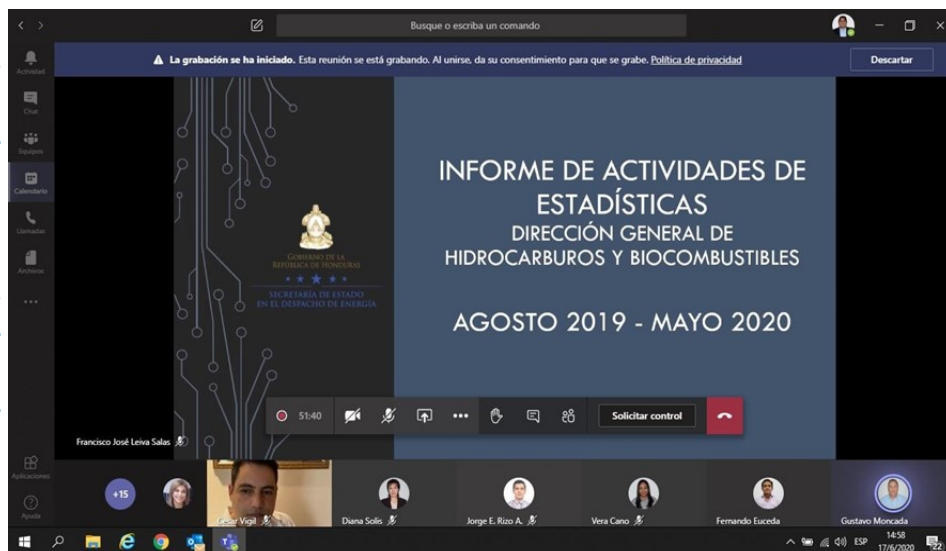 Busque o escriba un comando
La grabación se ha iniciado. Esta reunión se está grabando. Al unirse, da su consentimiento para que se grabe. Política de privacidad
Descartar
Actividad
Chat
Equipos
Calendario
Llamadas
Archivos
Aplicaciones
Ayuda
GOBIERNO DE LA
REPÚBLICA DE HONDURAS
SECRETARÍA DE ESTADO
EN EL DESPACHO DE ENERGÍA
INFORME DE ACTIVIDADES DE
ESTADÍSTICAS
DIRECCIÓN GENERAL DE
HIDROCARBUROS Y BIOCOMBUSTIBLES
AGOSTO 2019 - MAYO 2020
51:40
Solicitar control
Francisco José Leiva Salas
+15
César Vigil
Diana Solis
Jorge E. Rizo A.
Vera Cano
Fernando Euceda
Gustavo Moncada
ESP
14:58
17/6/2020
22